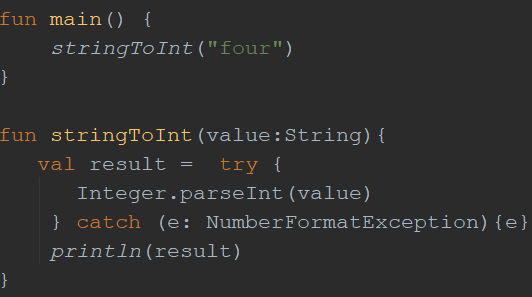 fun main() {
    stringToInt("four")
}

fun stringToInt(value:String){
   val result =  try {
      Integer.parseInt(value)
    } catch (e: NumberFormatException){e}
    println(result)
}